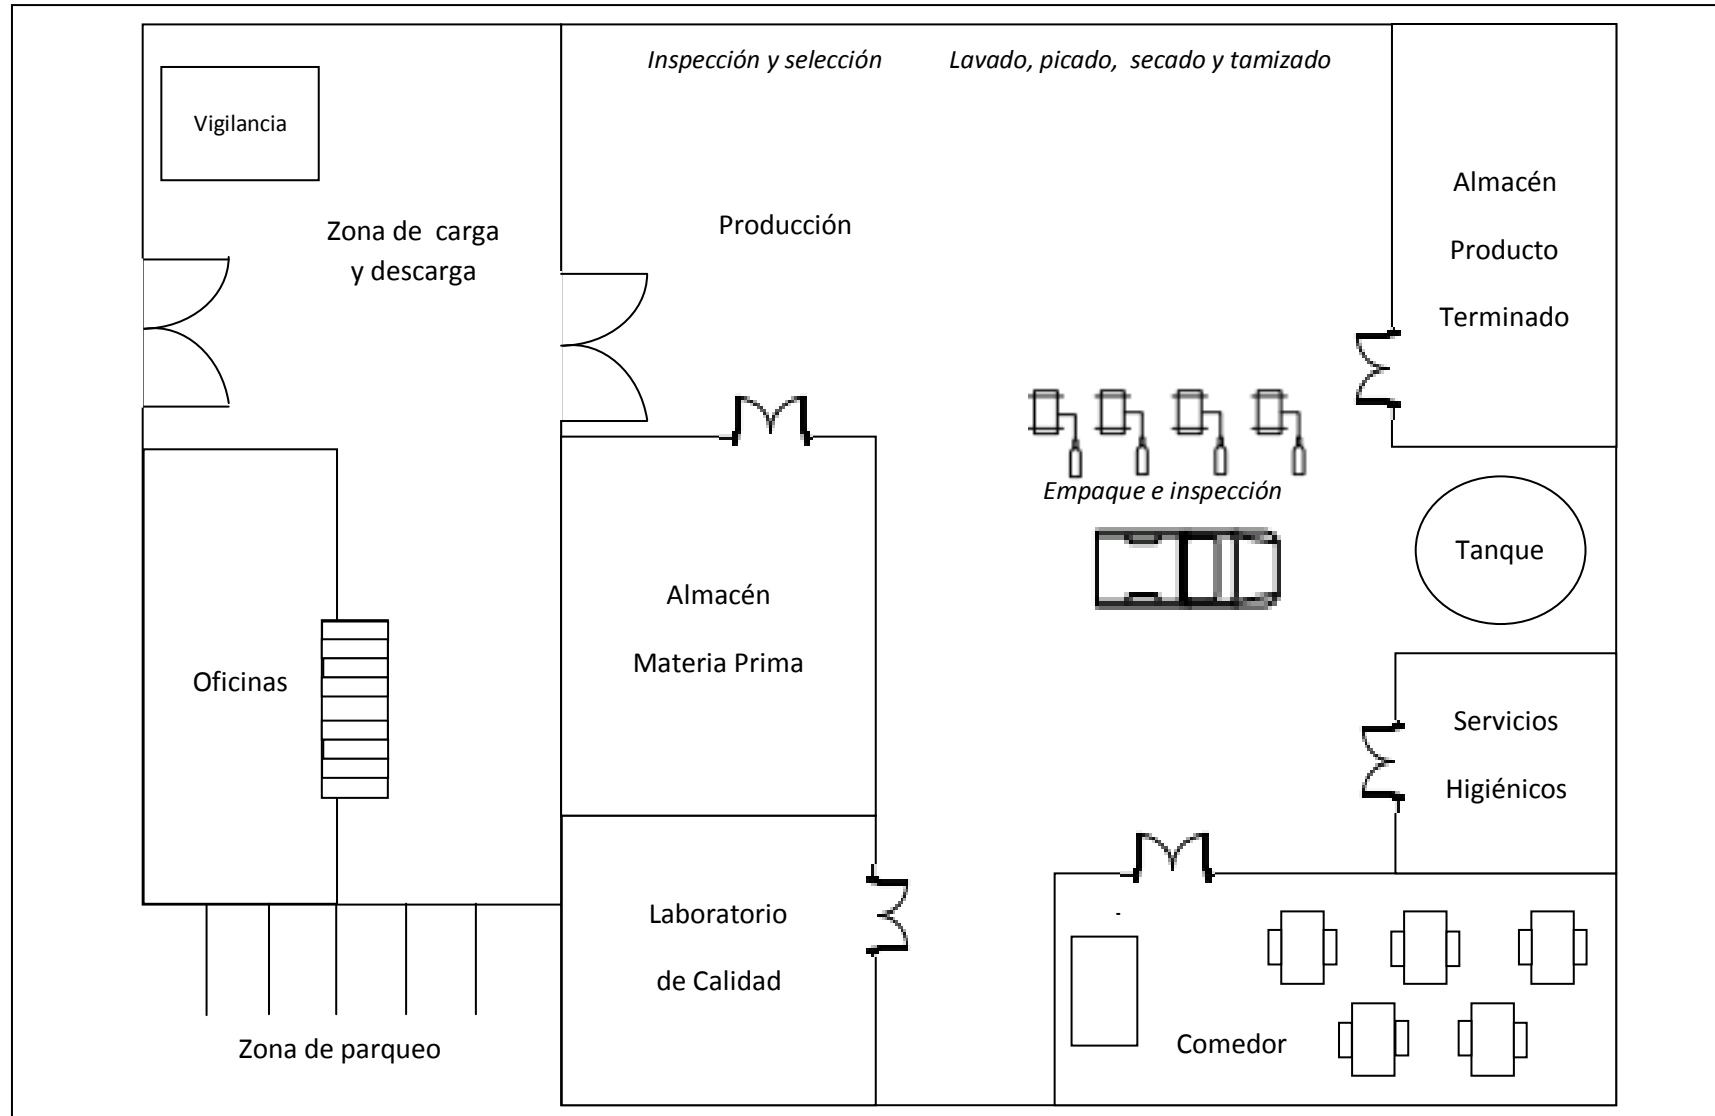 Inspección y selección
Lavado, picado, secado y tamizado
Vigilancia
Zona de carga
y descarga
Producción
Almacén
Producto
Terminado
Empaque e inspección
Tanque
Almacén
Materia Prima
Oficinas
Servicios
Higiénicos
Laboratorio
de Calidad
Comedor
Zona de parqueo